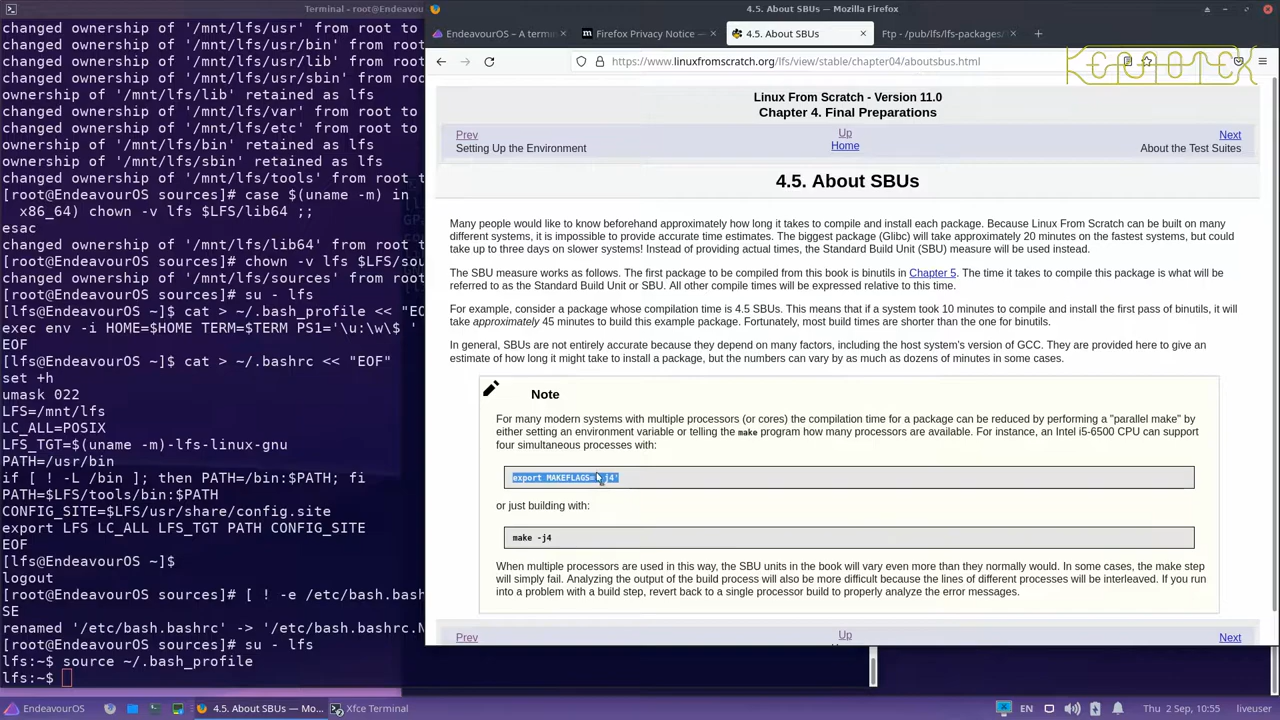 Terminal - root@Endeavour
changed ownership of '/mnt/lfs/usr' from root to
changed ownership of '/mnt/lfs/usr/bin' from root
changed ownership of '/mnt/lfs/usr/lib' from root
changed ownership of '/mnt/lfs/usr/sbin' from roo
ownership of '/mnt/lfs/lib' retained as lfs
changed ownership of '/mnt/lfs/var' from root to
changed ownership of '/mnt/lfs/etc' from root to
ownership of '/mnt/lfs/bin' retained as lfs
ownership of '/mnt/lfs/sbin' retained as lfs
changed ownership of '/mnt/lfs/tools' from root t
[root@EndeavourOS sources]# case $(uname -m) in
x86_64) chown -v lfs $LFS/lib64 ;;
esac
changed ownership of '/mnt/lfs/lib64' from root t
[root@EndeavourOS sources]# chown -v lfs $LFS/sou
changed ownership of '/mnt/lfs/sources' from root
[root@EndeavourOS sources]# su - lfs
[lfs@EndeavourOS ~]$ cat > ~/.bash_profile << "EO
exec env -i HOME=$HOME TERM=$TERM PS1='\u:\w\$ '
EOF
[lfs@EndeavourOS ~]$ cat > ~/.bashrc << "EOF"
set +h
umask 022
LFS=/mnt/lfs
LC_ALL=POSIX
LFS_TGT=$(uname -m)-lfs-linux-gnu
PATH=/usr/bin
if [ ! -L /bin ]; then PATH=/bin:$PATH; fi
PATH=$LFS/tools/bin:$PATH
CONFIG_SITE=$LFS/usr/share/config.site
export LFS LC_ALL LFS_TGT PATH CONFIG_SITE
EOF
[lfs@EndeavourOS ~]$
logout
[root@EndeavourOS sources]# [ ! -e /etc/bash.bash
SE
renamed '/etc/bash.bashrc' -> '/etc/bash.bashrc.N
[root@EndeavourOS sources]# su - lfs
lfs:~$ source ~/.bash_profile
lfs:~$
4.5. About SBUs — Mozilla Firefox
EndeavourOS – A termi
Firefox Privacy Notice —
4.5. About SBUs
Ftp - /pub/lfs/lfs-packages/
https://www.linuxfromscratch.org/lfs/view/stable/chapter04/aboutsbus.html
Linux From Scratch - Version 11.0
Chapter 4. Final Preparations
Prev
Up
Next
Setting Up the Environment
Home
About the Test Suites
4.5. About SBUs
Many people would like to know beforehand approximately how long it takes to compile and install each package. Because Linux From Scratch can be built on many
different systems, it is impossible to provide accurate time estimates. The biggest package (Glibc) will take approximately 20 minutes on the fastest systems, but could
take up to three days on slower systems! Instead of providing actual times, the Standard Build Unit (SBU) measure will be used instead.
The SBU measure works as follows. The first package to be compiled from this book is binutils in Chapter 5. The time it takes to compile this package is what will be
referred to as the Standard Build Unit or SBU. All other compile times will be expressed relative to this time.
For example, consider a package whose compilation time is 4.5 SBUs. This means that if a system took 10 minutes to compile and install the first pass of binutils, it will
take approximately 45 minutes to build this example package. Fortunately, most build times are shorter than the one for binutils.
In general, SBUs are not entirely accurate because they depend on many factors, including the host system's version of GCC. They are provided here to give an
estimate of how long it might take to install a package, but the numbers can vary by as much as dozens of minutes in some cases.
Note
For many modern systems with multiple processors (or cores) the compilation time for a package can be reduced by performing a "parallel make" by
either setting an environment variable or telling the make program how many processors are available. For instance, an Intel i5-6500 CPU can support
four simultaneous processes with:
export MAKEFLAGS='-j4'
or just building with:
make -j4
When multiple processors are used in this way, the SBU units in the book will vary even more than they normally would. In some cases, the make step
will simply fail. Analyzing the output of the build process will also be more difficult because the lines of different processes will be interleaved. If you run
into a problem with a build step, revert back to a single processor build to properly analyze the error messages.
Prev
Up
Next
EndeavourOS
4.5. About SBUs — Mo...
Xfce Terminal
EN
Thu 2 Sep, 10:55
liveuser